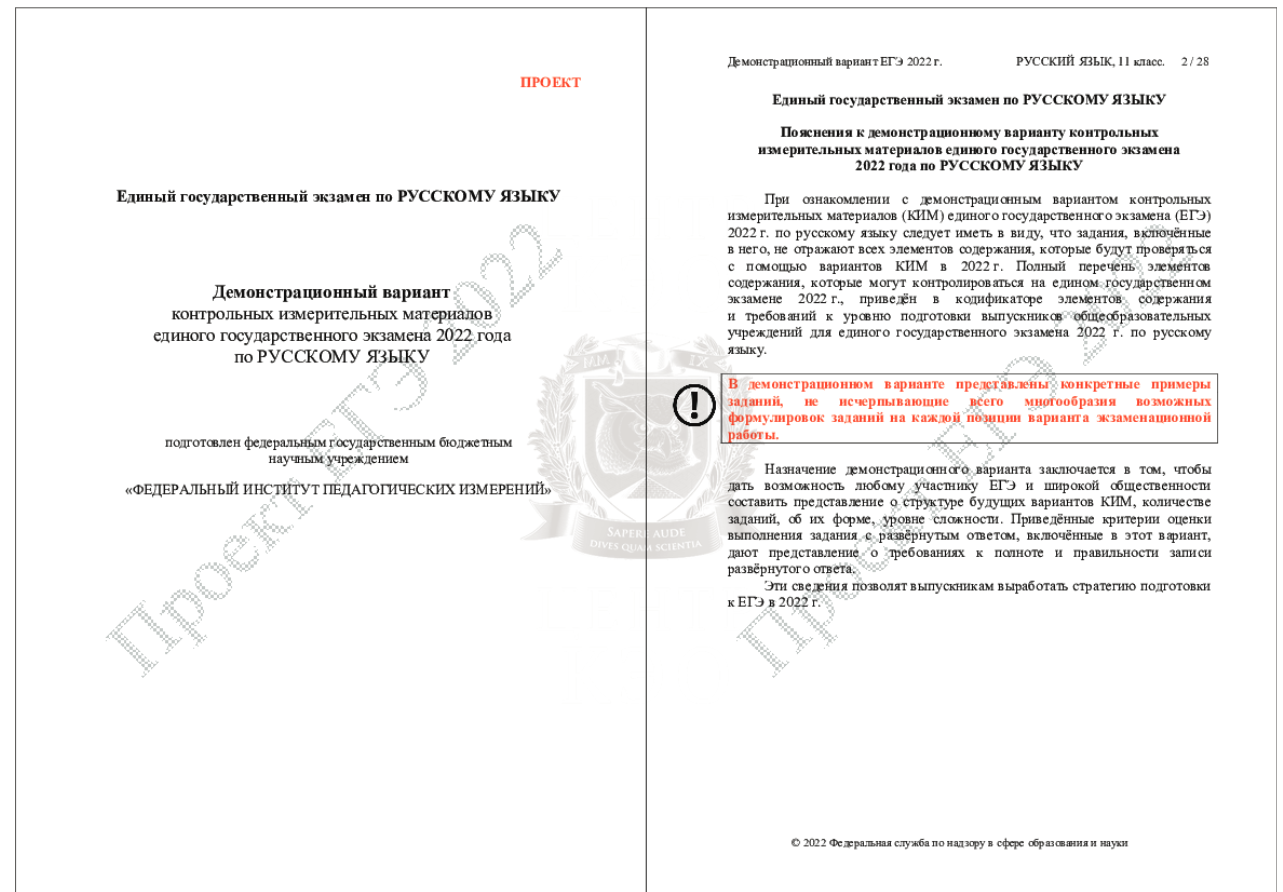 ПРОЕКТ
Единый государственный экзамен по РУССКОМУ ЯЗЫКУ
Демонстрационный вариант
контрольных измерительных материалов
единого государственного экзамена 2022 года
по РУССКОМУ ЯЗЫКУ
подготовлен федеральным государственным бюджетным
научным учреждением
«ФЕДЕРАЛЬНЫЙ ИНСТИТУТ ПЕДАГОГИЧЕСКИХ ИЗМЕРЕНИЙ»
Проект ЕГЭ 2022
Демонстрационный вариант ЕГЭ 2022 г. РУССКИЙ ЯЗЫК, 11 класс. 2 / 28
Единый государственный экзамен по РУССКОМУ ЯЗЫКУ
Пояснения к демонстрационному варианту контрольных
измерительных материалов единого государственного экзамена
2022 года по РУССКОМУ ЯЗЫКУ
При ознакомлении с демонстрационным вариантом контрольных
измерительных материалов (КИМ) единого государственного экзамена (ЕГЭ)
2022 г. по русскому языку следует иметь в виду, что задания, включённые
в него, не отражают всех элементов содержания, которые будут проверяться
с помощью вариантов КИМ в 2022 г. Полный перечень элементов
содержания, которые могут контролироваться на едином государственном
экзамене 2022 г., приведён в кодификаторе элементов содержания
и требований к уровню подготовки выпускников общеобразовательных
учреждений для единого государственного экзамена 2022 г. по русскому
языку.
!
В демонстрационном варианте представлены конкретные примеры
заданий, не исчерпывающие всего многообразия возможных
формулировок заданий на каждой позиции варианта экзаменационной
работы.
Назначение демонстрационного варианта заключается в том, чтобы
дать возможность любому участнику ЕГЭ и широкой общественности
составить представление о структуре будущих вариантов КИМ, количестве
заданий, об их форме, уровне сложности. Приведённые критерии оценки
выполнения задания с развёрнутым ответом, включённые в этот вариант,
дают представление о требованиях к полноте и правильности записи
развёрнутого ответа.
Эти сведения позволят выпускникам выработать стратегию подготовки
к ЕГЭ в 2022 г.
Проект ЕГЭ 2022
SAPERE AUDE
DIVES QUAM SCIENTIA
© 2022 Федеральная служба по надзору в сфере образования и науки